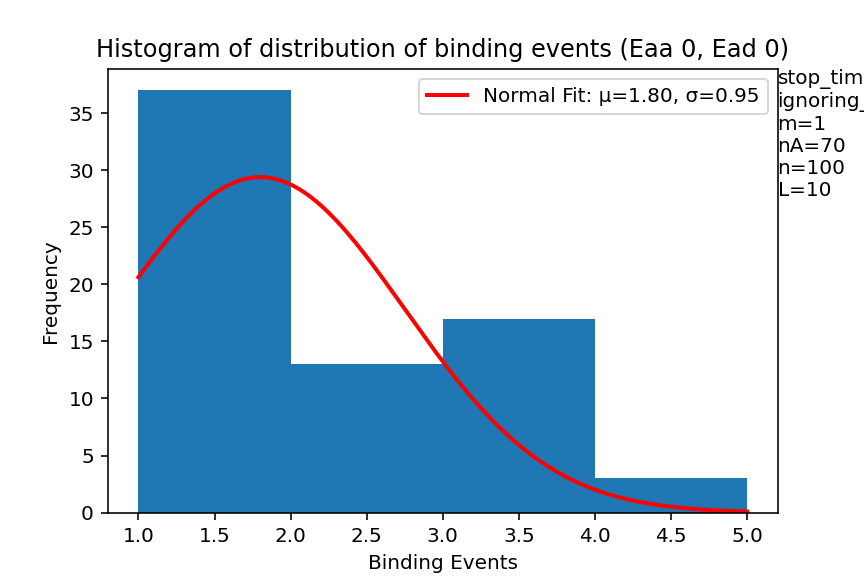 Histogram of distribution of binding events (Eaa 0, Ead 0)
Normal Fit: μ=1.80, σ=0.95
stop_tim
ignoring_
m=1
nA=70
n=100
L=10
Frequency
35
30
25
20
15
10
5
0
1.0 1.5 2.0 2.5 3.0 3.5 4.0 4.5 5.0
Binding Events